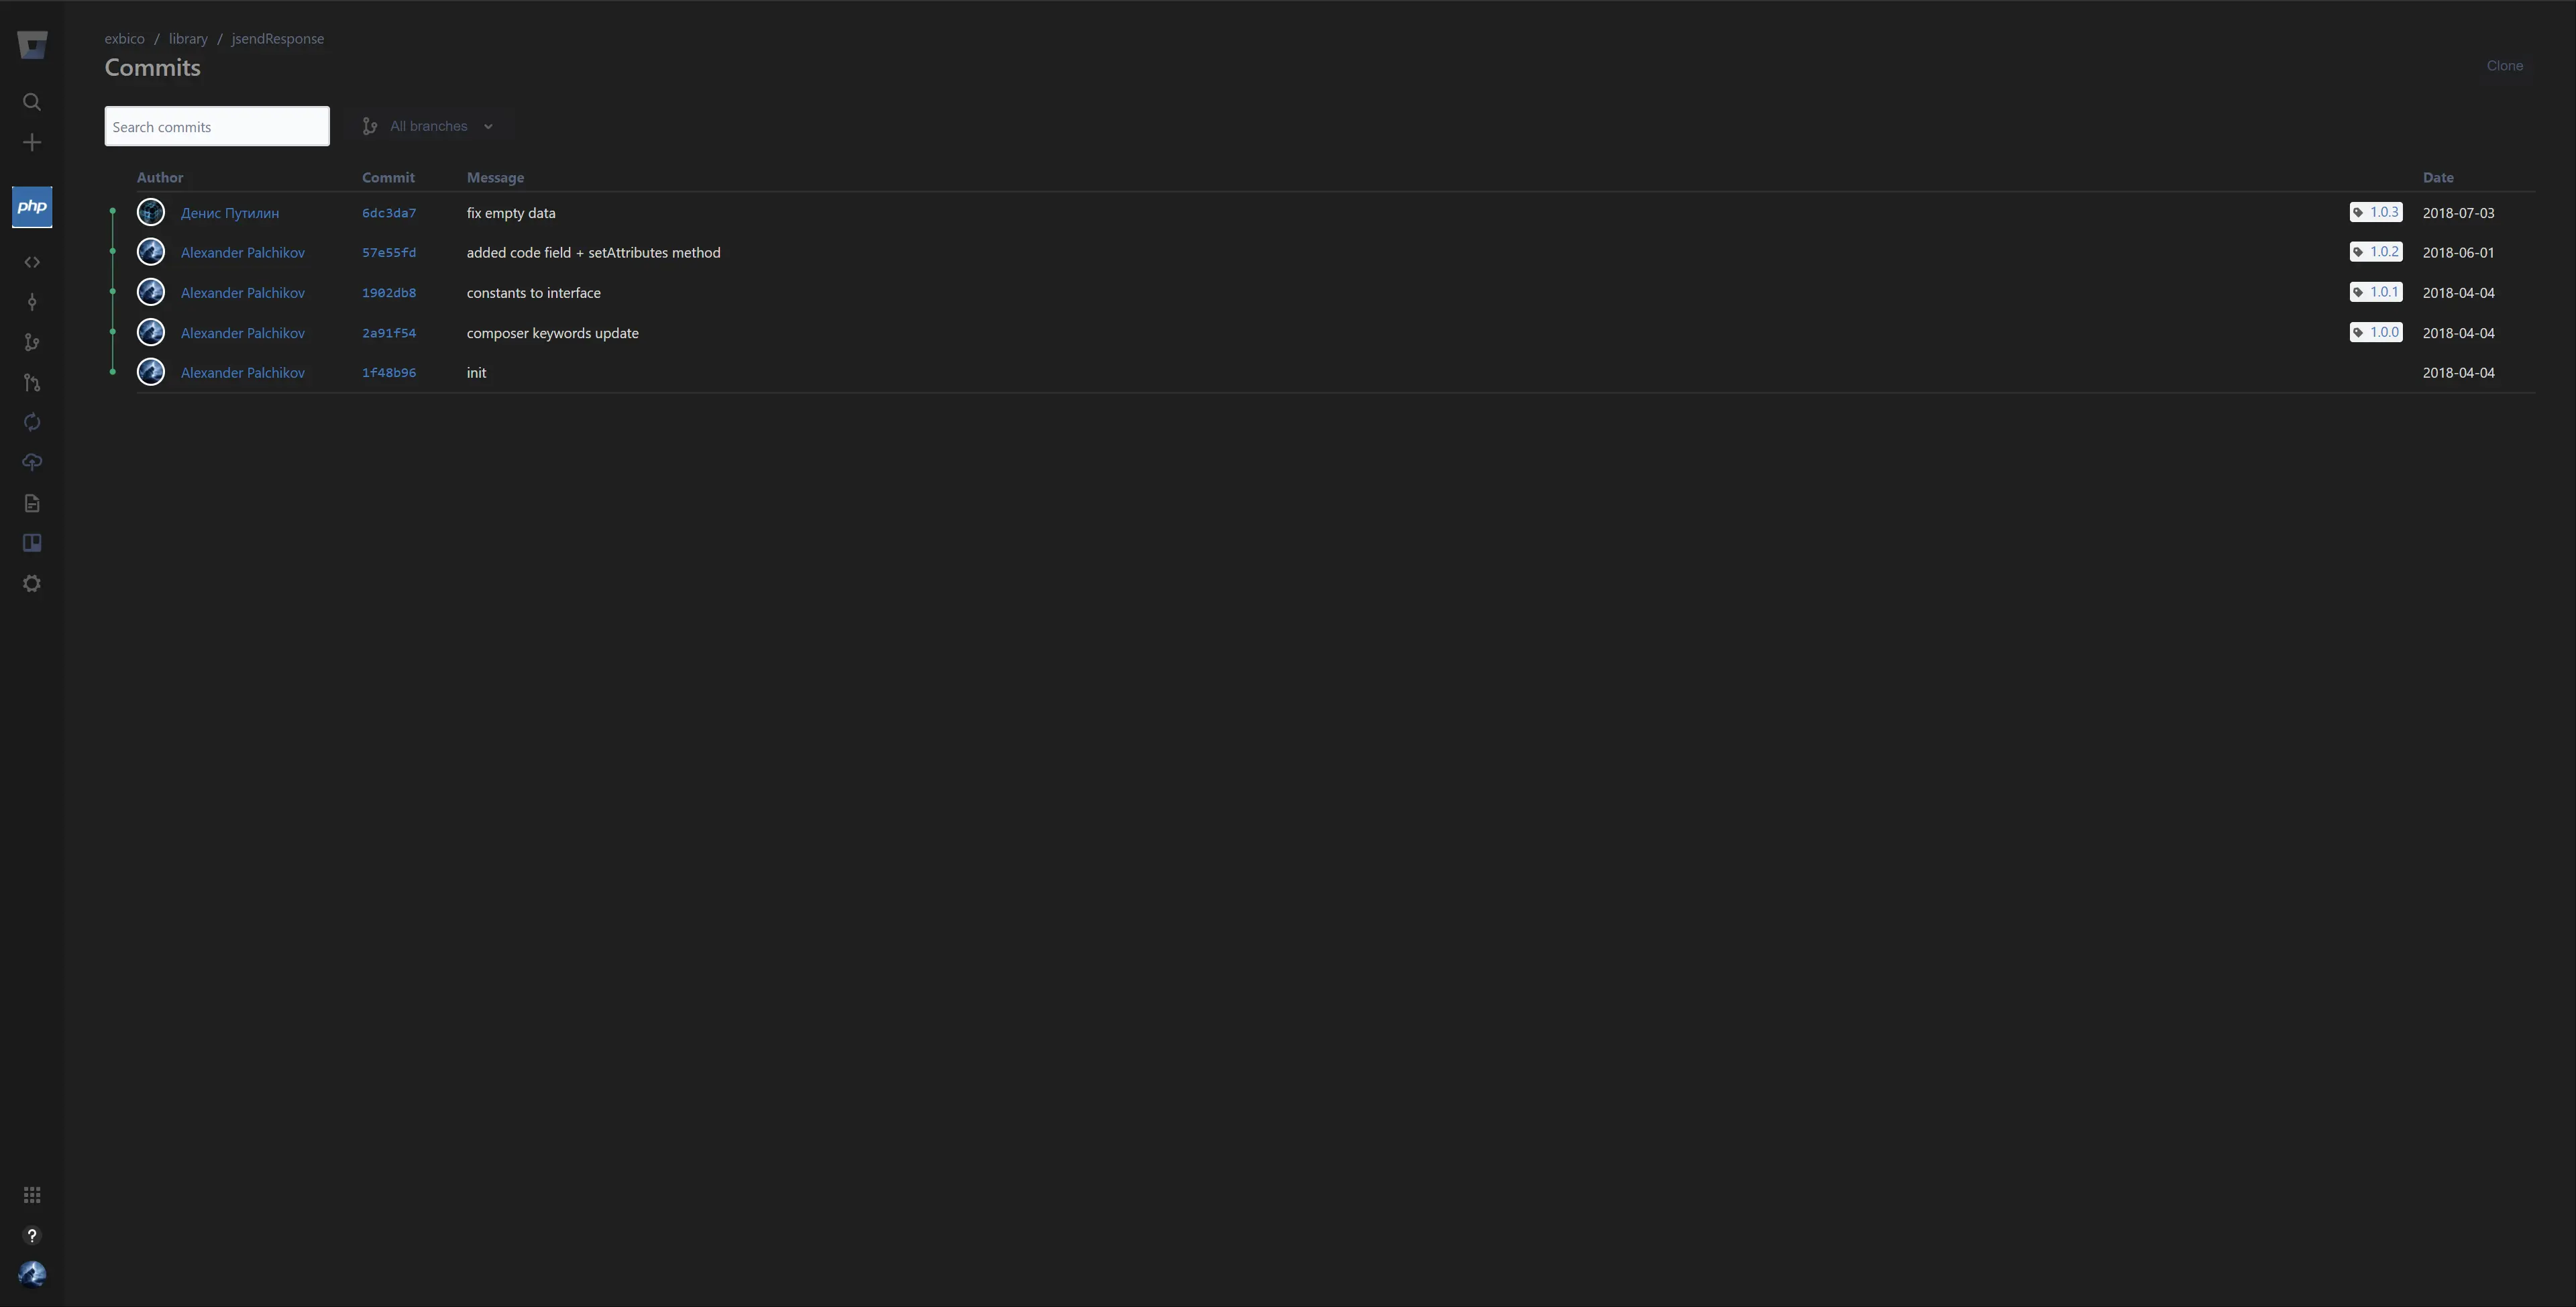 exbico / library / jsendResponse
Commits
Clone
Search commits
All branches
php
Author Commit Message Date
Денис Путилин 6dc3da7 fix empty data 1.0.3 2018-07-03
Alexander Palchikov 57e55fd added code field + setAttributes method 1.0.2 2018-06-01
Alexander Palchikov 1902db8 constants to interface 1.0.1 2018-04-04
Alexander Palchikov 2a91f54 composer keywords update 1.0.0 2018-04-04
Alexander Palchikov 1f48b96 init 2018-04-04
?